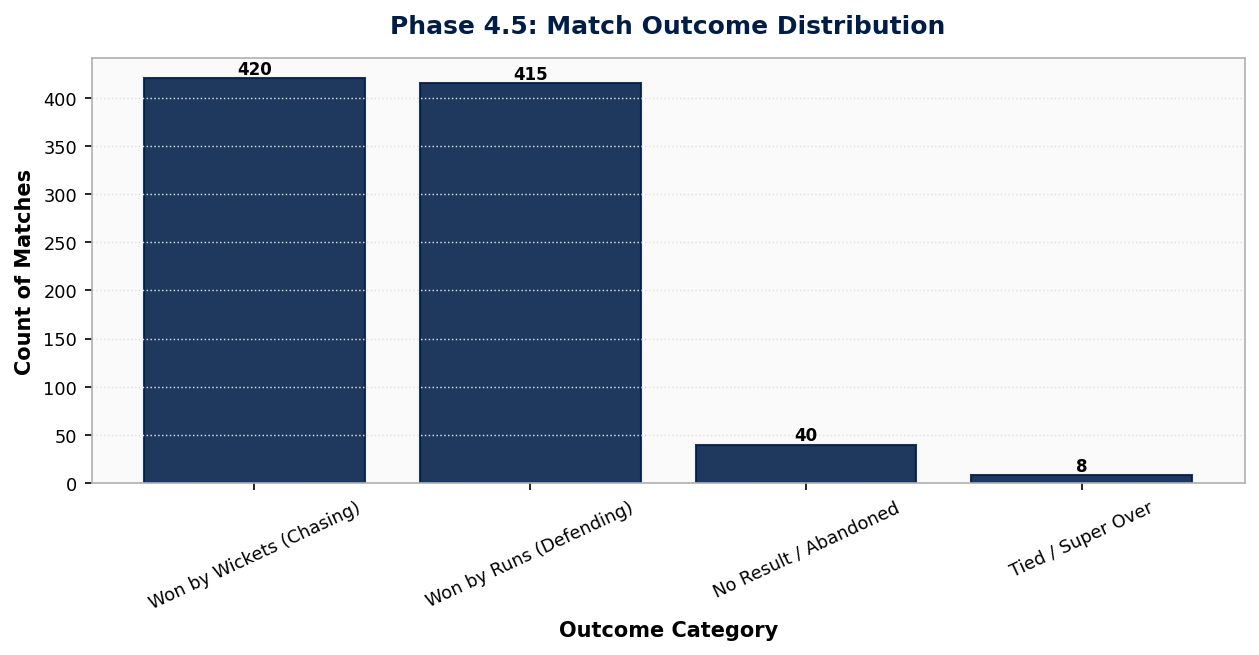 Phase 4.5: Match Outcome Distribution
Count of Matches
400
350
300
250
200
150
100
50
0
420
415
40
8
Won by Wickets (Chasing)
Won by Runs (Defending)
No Result / Abandoned
Tied / Super Over
Outcome Category